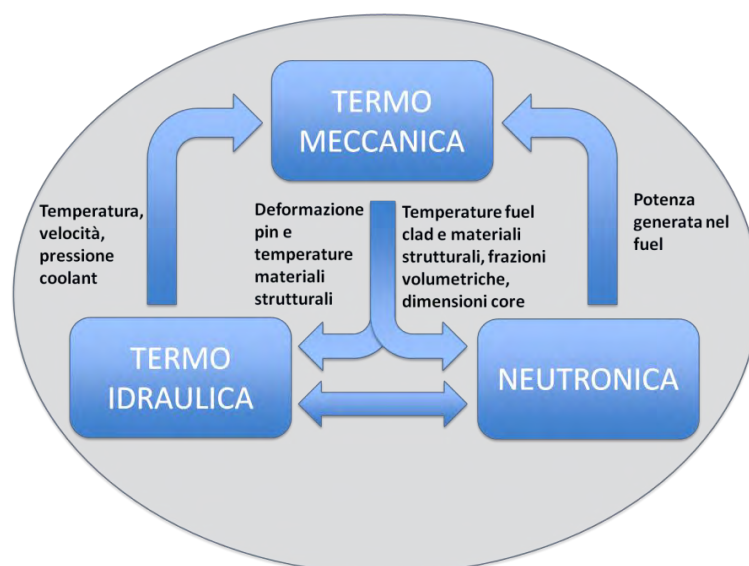 TERMO
MECCANICA
Temperatura,
velocità,
pressione
coolant
Deformazione
pin e
temperature
materiali
strutturali
Temperature fuel
clad e materiali
strutturali, frazioni
volumetriche,
dimensioni core
Potenza
generata nel
fuel
TERMO
IDRAULICA
NEUTRONICA